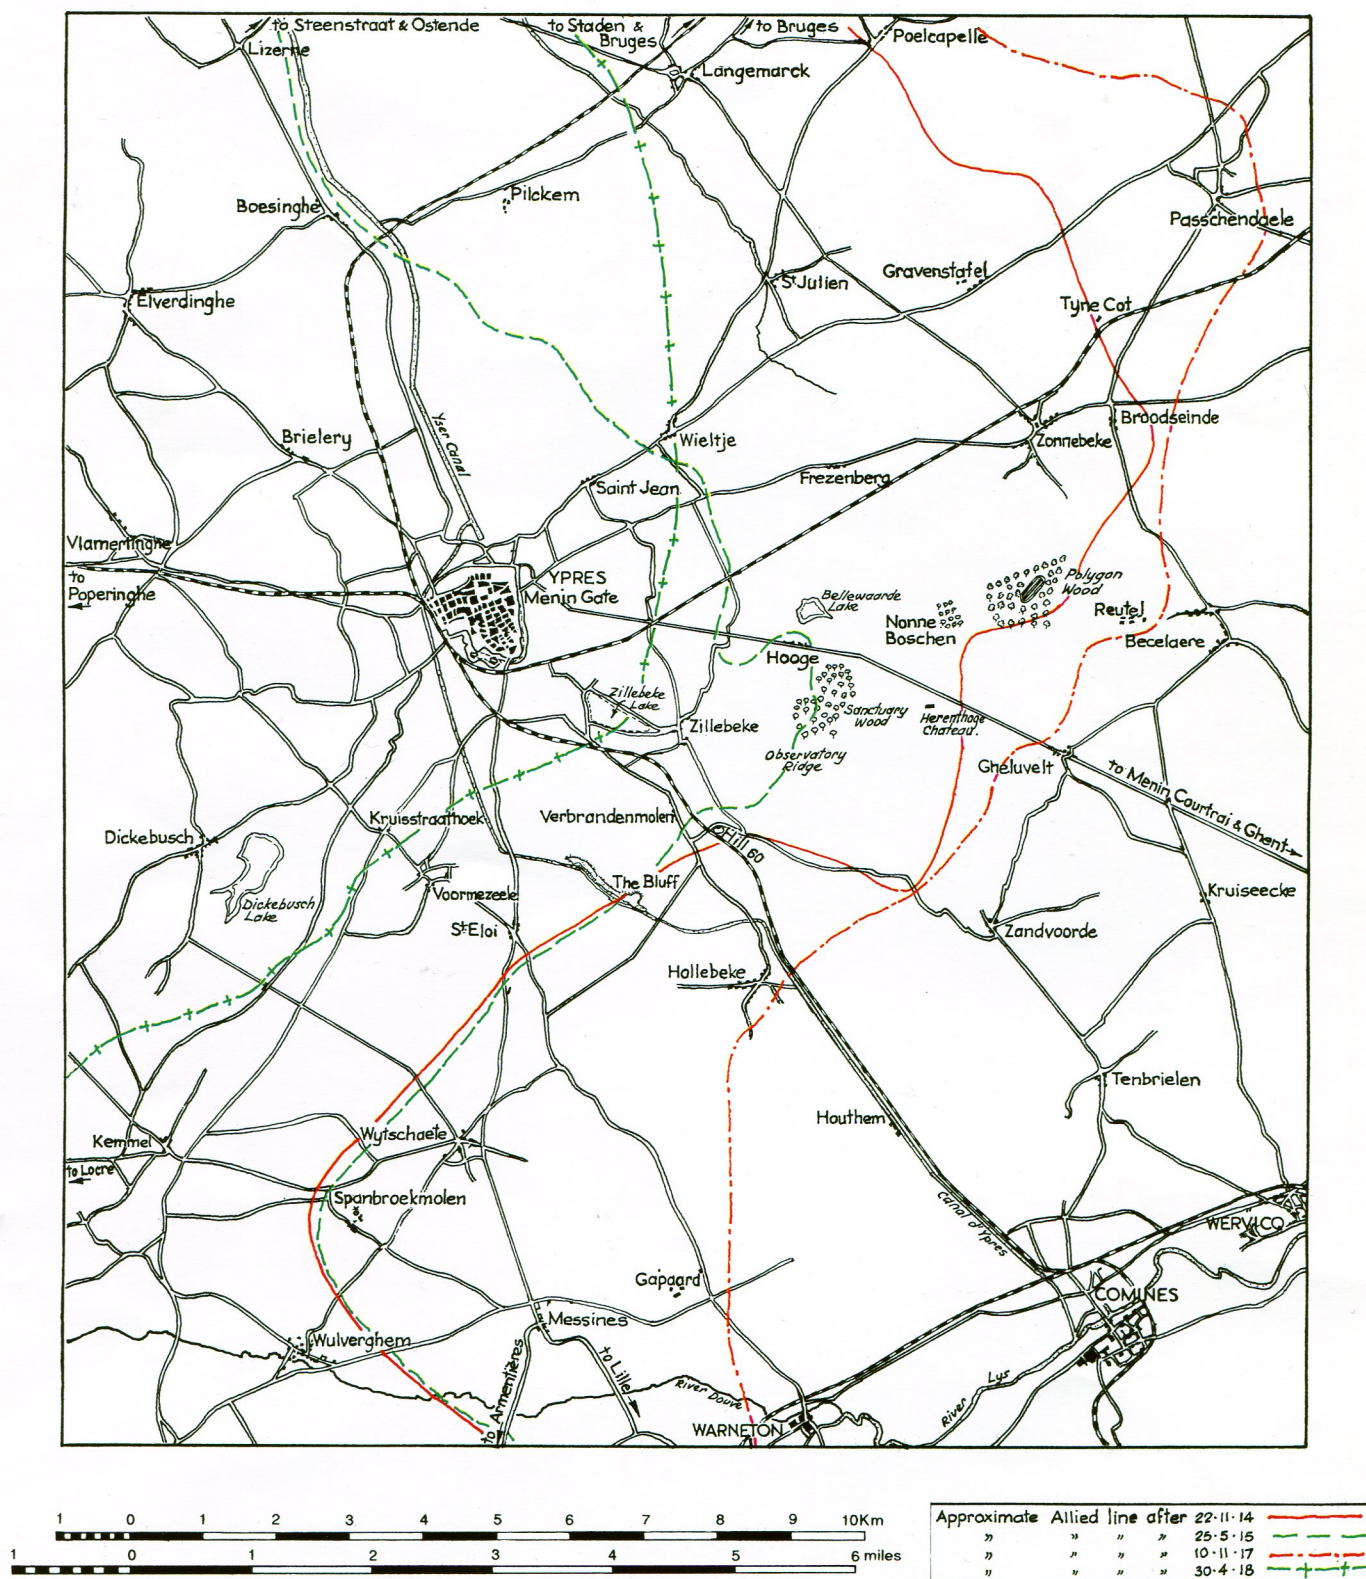 to Steenstraat & Ostende
to Staden &
Bruges
to Bruges
Poelcapelle
Lizerne
Langemarck
Pilckem
Boesinghe
Passchendaele
Elverdinghe
St Julien
Gravenstafel
Tyne Cot
Yser Canal
Brielery
Wieltje
Broodseinde
Zonnebeke
Saint Jean
Frezenberg
Vlamertinghe
to
Poperinghe
YPRES
Menin Gate
Bellewaarde
Lake
Nonne
Boschen
Polygon
Wood
Reutel
Becelaere
Hooge
Zillebeke
Lake
Zillebeke
Sanctuary
Wood
Herenthage
Chateau.
Observatory
Ridge
Gheluvelt
to Menin, Courtrai & Ghent
Kruisstraathoek
Verbrandenmolen
Dickebusch
Hill 60
The Bluff
Voormezeele
Dickebusch
Lake
Kruiseecke
St Eloi
Zandvoorde
Hollebeke
Tenbrielen
Houthem
Kemmel
Wytschaete
to Locre
Spanbroekmolen
Canal d'Ypres
WERVICQ
Gapaard
COMINES
Messines
Wulverghem
to Armentières
to Lille
River Douve
River Lys
WARNETON
1 0 1 2 3 4 5 6 7 8 9 10Km
1 0 1 2 3 4 5 6 miles
Approximate Allied line after 22·11·14
" " " " 25·5·15
" " " " 10·11·17
" " " " 30·4·18